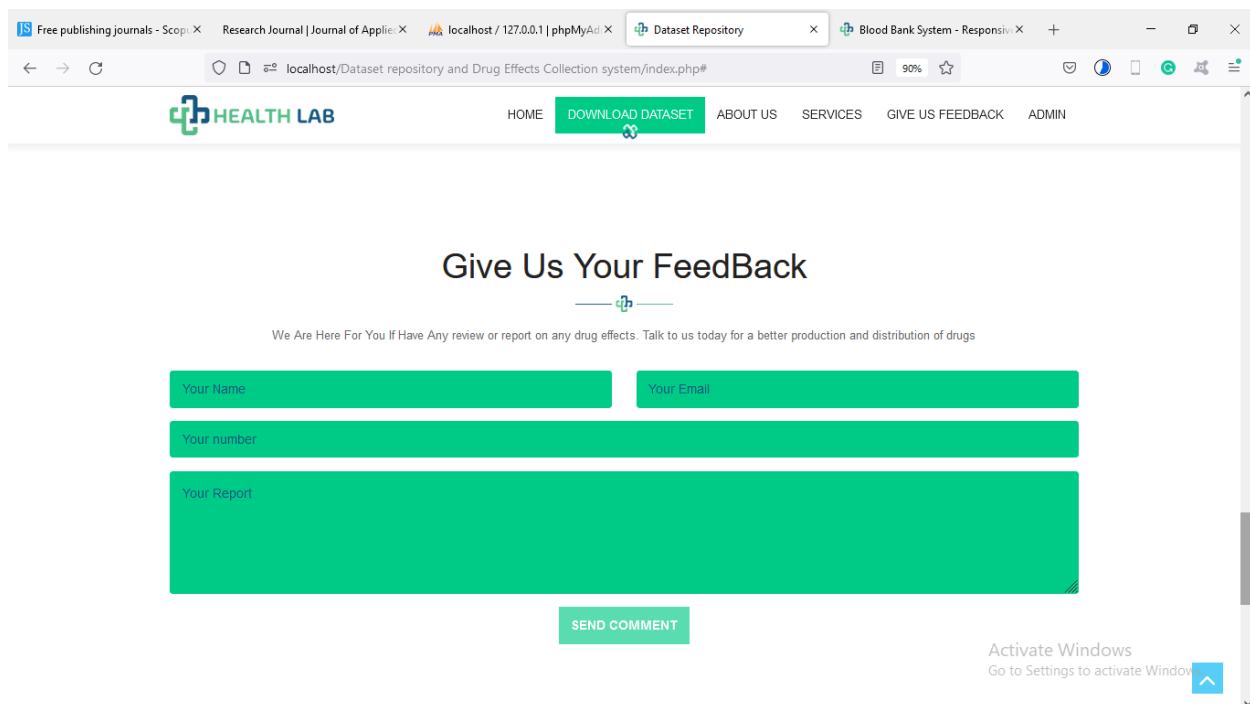 Free publishing journals - Scopu
Research Journal | Journal of Applied
localhost / 127.0.0.1 | phpMyAd
Dataset Repository
Blood Bank System - Responsive
localhost/Dataset repository and Drug Effects Collection system/index.php#
90%
HEALTH LAB
HOME
DOWNLOAD DATASET
ABOUT US
SERVICES
GIVE US FEEDBACK
ADMIN
Give Us Your FeedBack
We Are Here For You If Have Any review or report on any drug effects. Talk to us today for a better production and distribution of drugs
Your Name
Your Email
Your number
Your Report
SEND COMMENT
Activate Windows
Go to Settings to activate Window